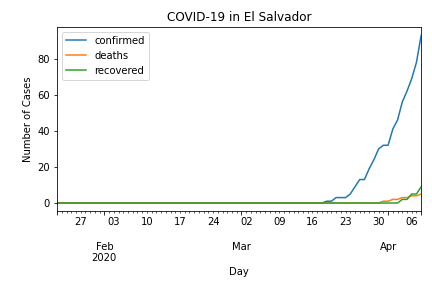 COVID-19 in El Salvador
confirmed
deaths
recovered
Number of Cases
80
60
40
20
0
27 03 10 17 24 02 09 16 23 30 06
Feb Mar Apr
2020
Day